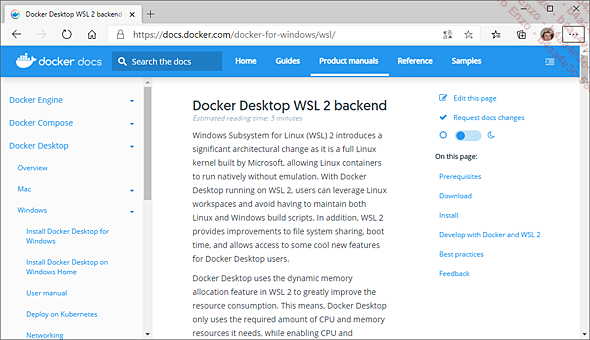 Docker Desktop WSL 2 backend
https://docs.docker.com/docker-for-windows/wsl/
docker docs
Search the docs
Home
Guides
Product manuals
Reference
Samples
Docker Engine
Docker Compose
Docker Desktop
Overview
Mac
Windows
Install Docker Desktop for
Windows
Install Docker Desktop on
Windows Home
User manual
Deploy on Kubernetes
Networking
Docker Desktop WSL 2 backend
Estimated reading time: 5 minutes
Windows Subsystem for Linux (WSL) 2 introduces a
significant architectural change as it is a full Linux
kernel built by Microsoft, allowing Linux containers
to run natively without emulation. With Docker
Desktop running on WSL 2, users can leverage Linux
workspaces and avoid having to maintain both
Linux and Windows build scripts. In addition, WSL 2
provides improvements to file system sharing, boot
time, and allows access to some cool new features
for Docker Desktop users.
Docker Desktop uses the dynamic memory
allocation feature in WSL 2 to greatly improve the
resource consumption. This means, Docker Desktop
only uses the required amount of CPU and memory
resources it needs, while enabling CPU and
Edit this page
Request docs changes
On this page:
Prerequisites
Download
Install
Develop with Docker and WSL 2
Best practices
Feedback